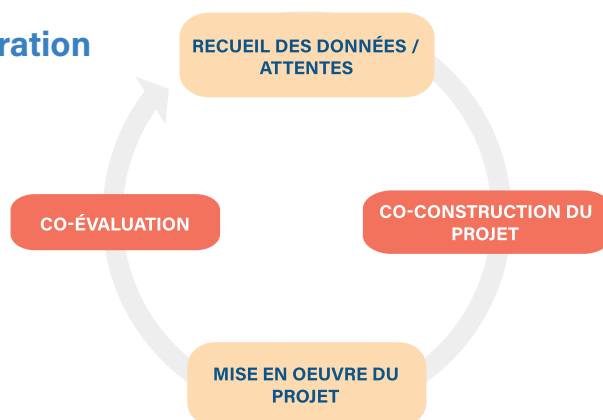 ration
RECUEIL DES DONNÉES /
ATTENTES
CO-ÉVALUATION
CO-CONSTRUCTION DU
PROJET
MISE EN OEUVRE DU
PROJET